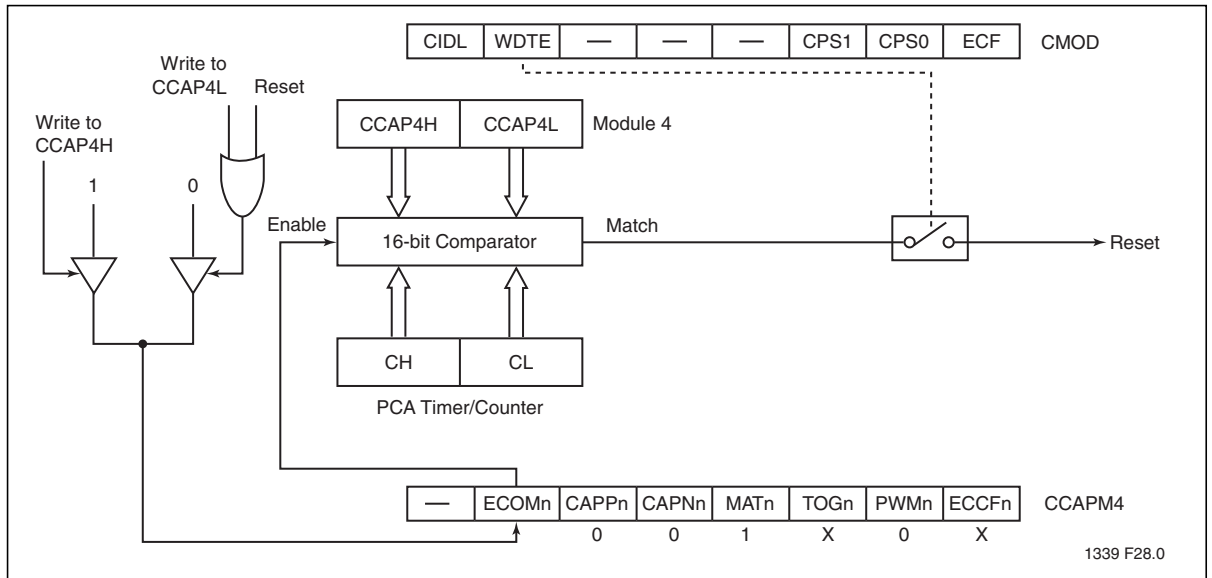 CIDL WDTE — — — CPS1 CPS0 ECF CMOD
Write to
CCAP4L Reset
Write to
CCAP4H
CCAP4H CCAP4L Module 4
1 0
Enable 16-bit Comparator Match Reset
CH CL
PCA Timer/Counter
— ECOMn CAPPn CAPNn MATn TOGn PWMn ECCFn CCAPM4
0 0 1 X 0 X
1339 F28.0